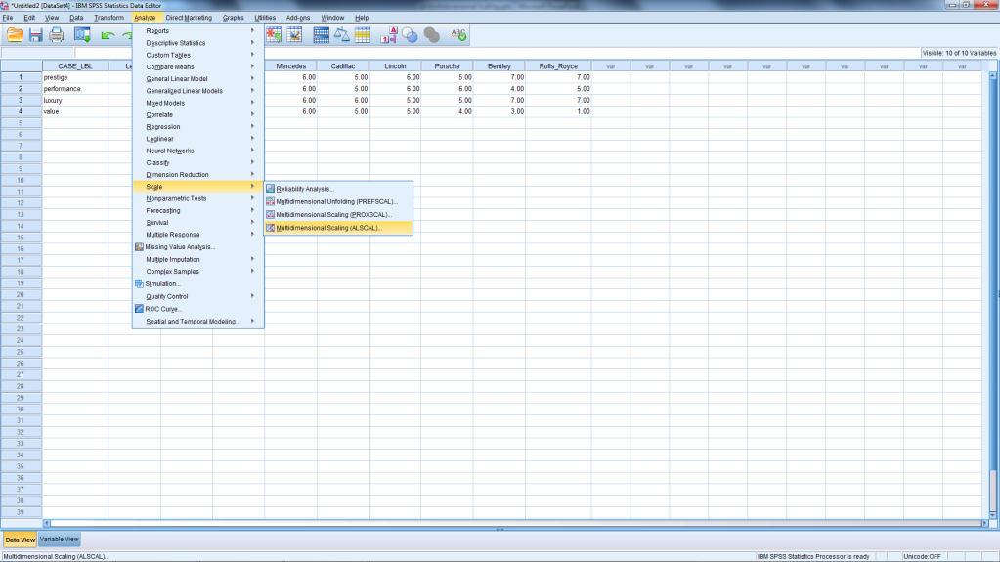 *Untitled2 [DataSet4] - IBM SPSS Statistics Data Editor
File Edit View Data Transform Analyze Direct Marketing Graphs Utilities Add-ons Window Help
Visible: 10 of 10 Variables
CASE_LBL Mercedes Cadillac Lincoln Porsche Bentley Rolls_Royce var var var var var var var var var var
1 prestige 6.00 5.00 6.00 5.00 7.00 7.00
2 performance 6.00 5.00 6.00 6.00 4.00 5.00
3 luxury 6.00 6.00 5.00 5.00 7.00 7.00
4 value 6.00 5.00 5.00 4.00 3.00 1.00
5
6
7
8
9
10
11
12
13
14
15
16
17
18
19
20
21
22
23
24
25
26
27
28
29
30
31
32
33
34
35
36
37
38
39
Reports
Descriptive Statistics
Custom Tables
Compare Means
General Linear Model
Generalized Linear Models
Mixed Models
Correlate
Regression
Loglinear
Neural Networks
Classify
Dimension Reduction
Scale
Nonparametric Tests
Forecasting
Survival
Multiple Response
Missing Value Analysis...
Multiple Imputation
Complex Samples
Simulation...
Quality Control
ROC Curve...
Spatial and Temporal Modeling...
Reliability Analysis...
Multidimensional Unfolding (PREFSCAL)...
Multidimensional Scaling (PROXSCAL)...
Multidimensional Scaling (ALSCAL)...
Data View Variable View
Multidimensional Scaling (ALSCAL)... IBM SPSS Statistics Processor is ready Unicode:OFF